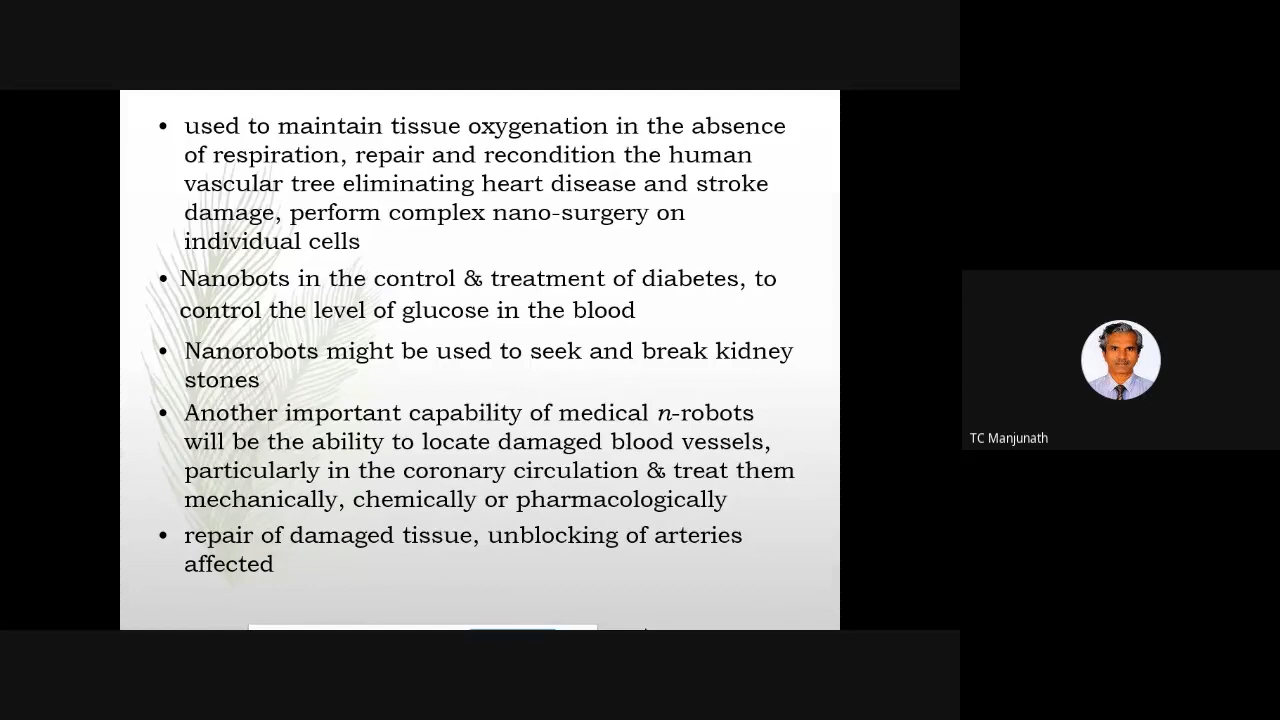 • used to maintain tissue oxygenation in the absence
of respiration, repair and recondition the human
vascular tree eliminating heart disease and stroke
damage, perform complex nano-surgery on
individual cells
• Nanobots in the control & treatment of diabetes, to
control the level of glucose in the blood
• Nanorobots might be used to seek and break kidney
stones
• Another important capability of medical n-robots
will be the ability to locate damaged blood vessels,
particularly in the coronary circulation & treat them
mechanically, chemically or pharmacologically
• repair of damaged tissue, unblocking of arteries
affected
TC Manjunath